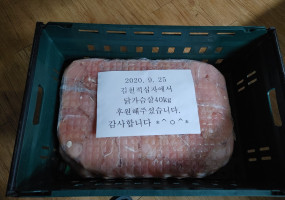 2020. 9. 25
김천적십자에서
닭가슴살40kg
후원해주셨습니다.
감사합니다 *^o^*